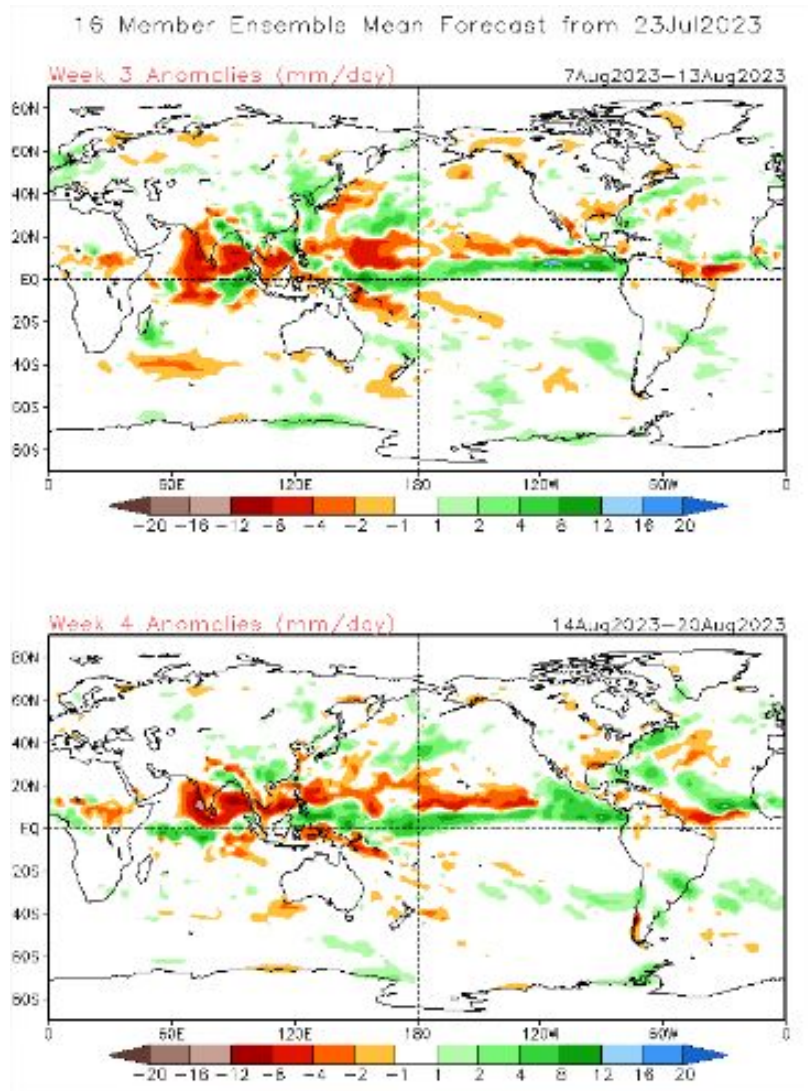 16 Member Ensemble Mean Forecast from 23Jul2023
Week 3 Anomalies (mm/day) 7Aug2023-13Aug2023
80N
60N
40N
20N
EQ
20S
40S
60S
80S
0 60E 120E 180 120W 60W 0
-20 -16 -12 -8 -4 -2 -1 1 2 4 8 12 16 20
Week 4 Anomalies (mm/day) 14Aug2023-20Aug2023
80N
60N
40N
20N
EQ
20S
40S
60S
80S
0 60E 120E 180 120W 60W 0
-20 -16 -12 -8 -4 -2 -1 1 2 4 8 12 16 20